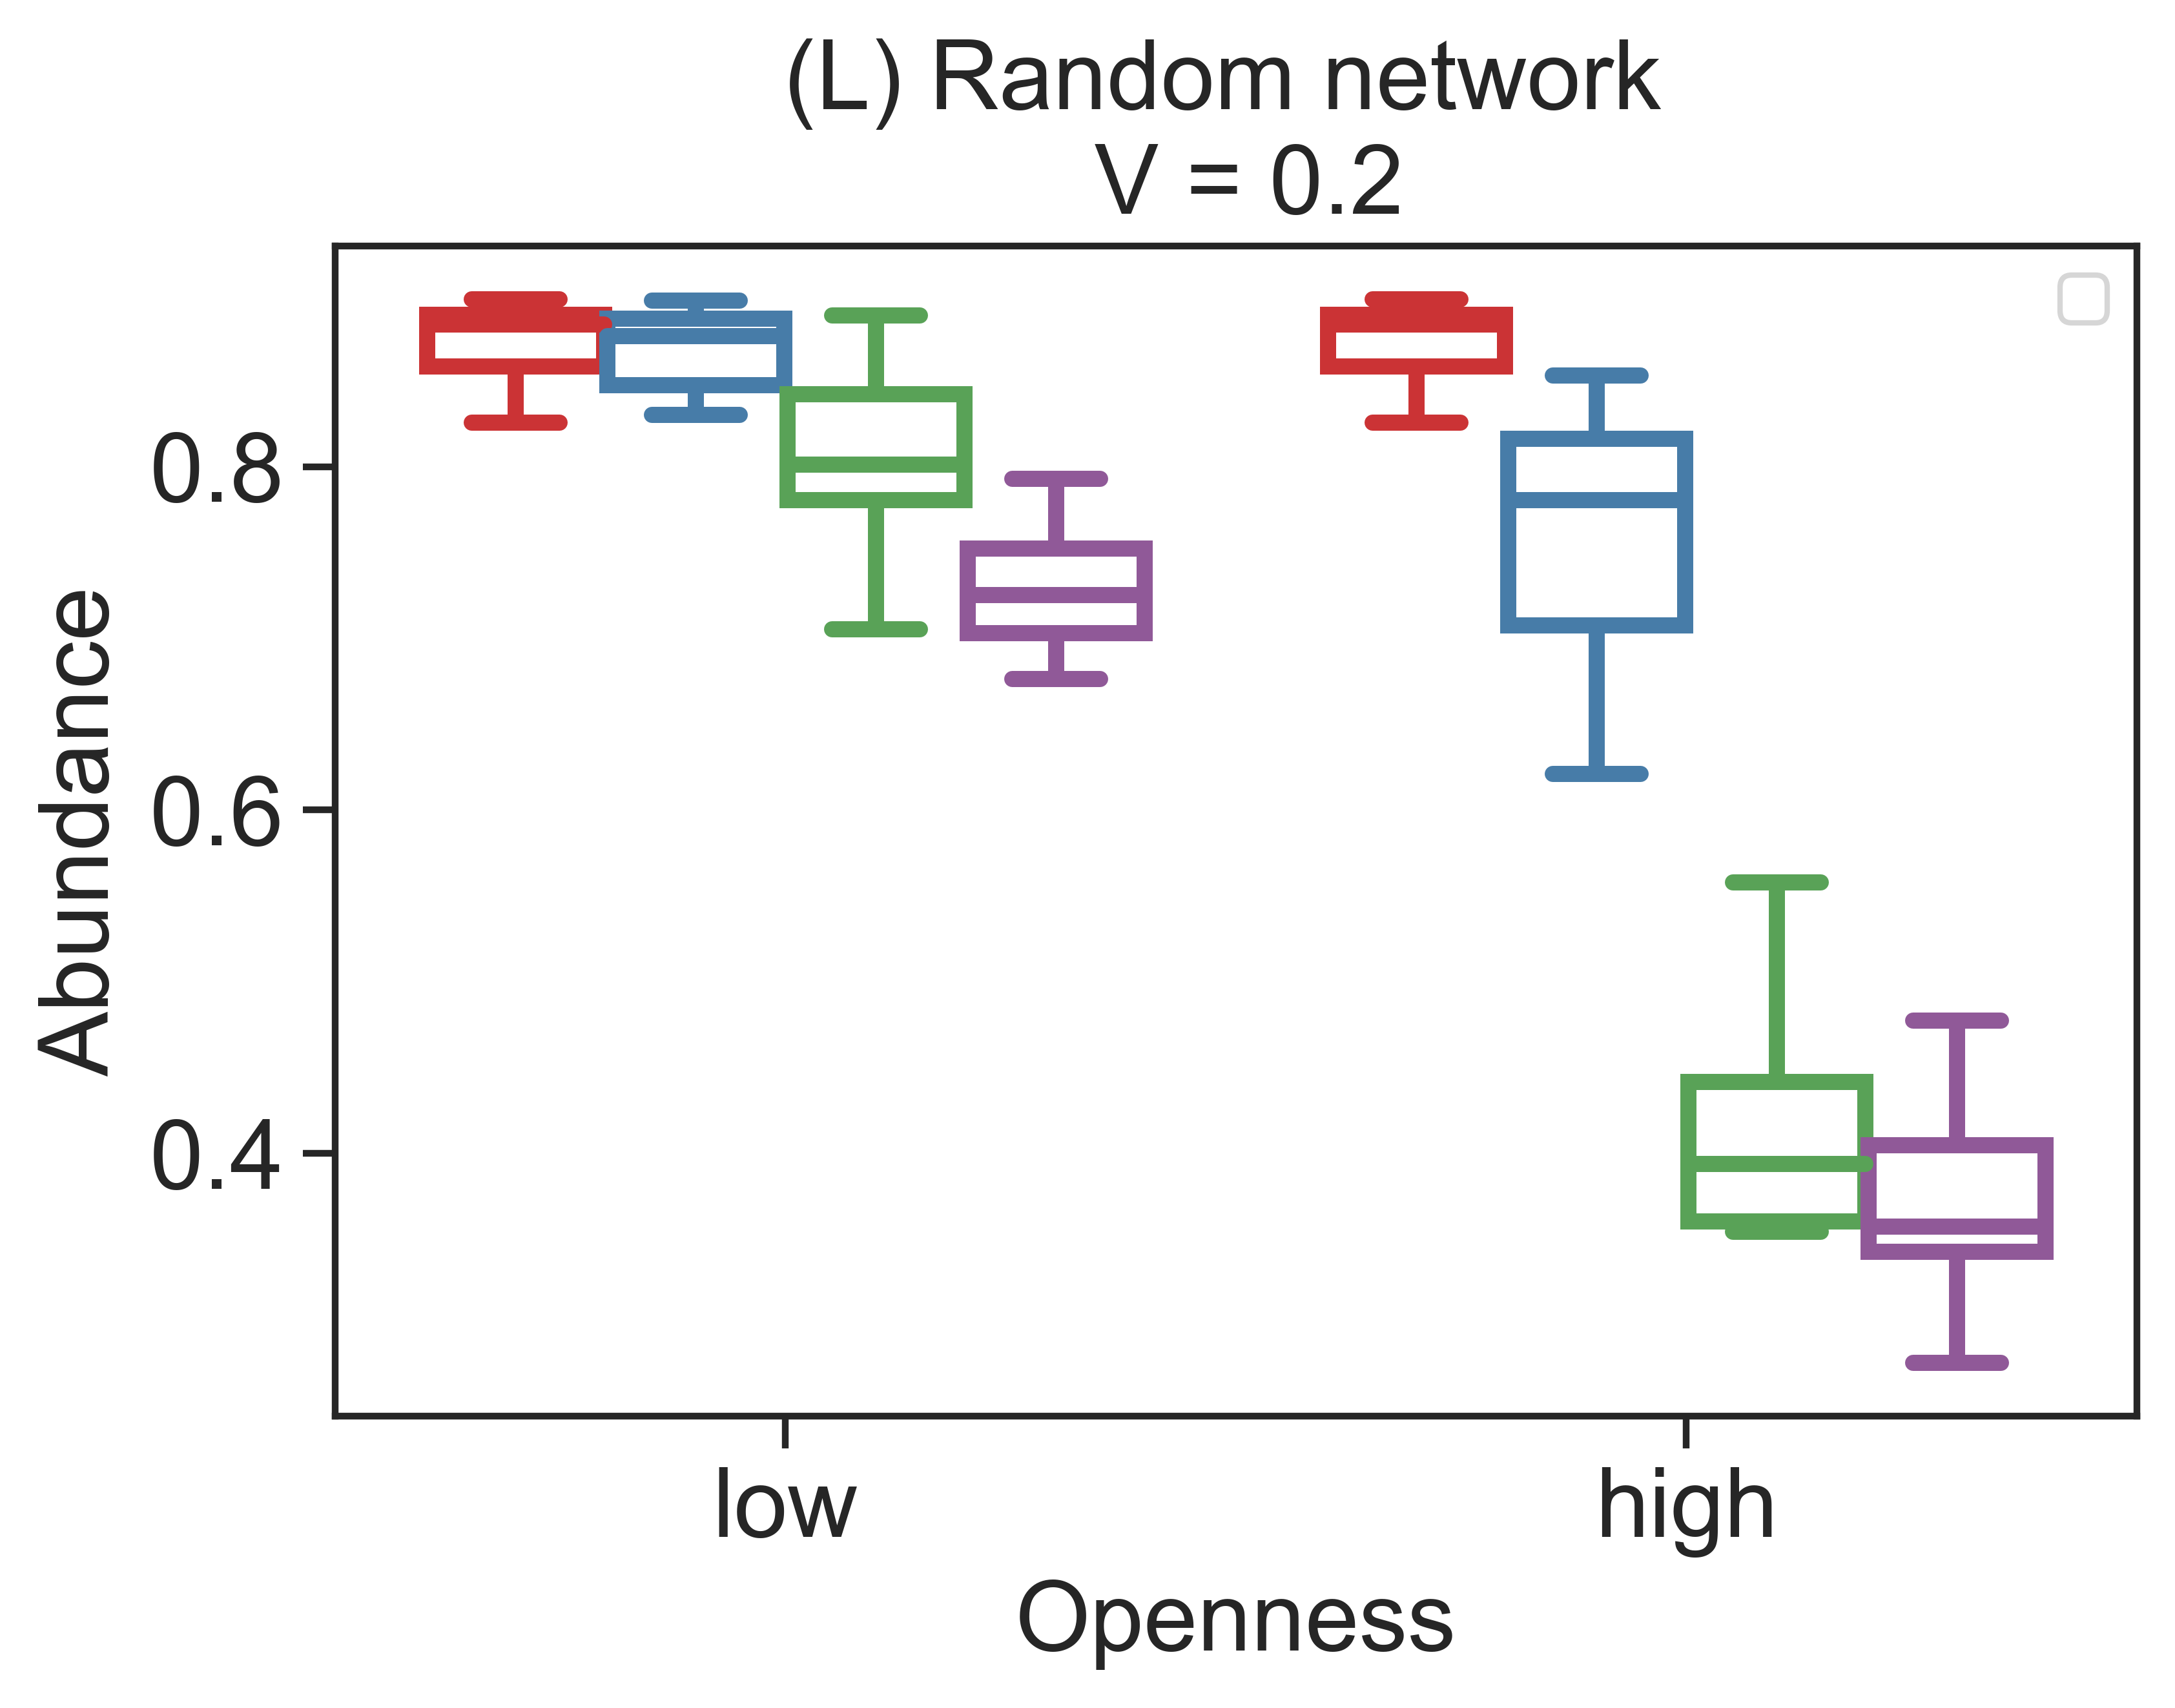 (L) Random network
V = 0.2
0.8
0.6
0.4
Abundance
low
high
Openness